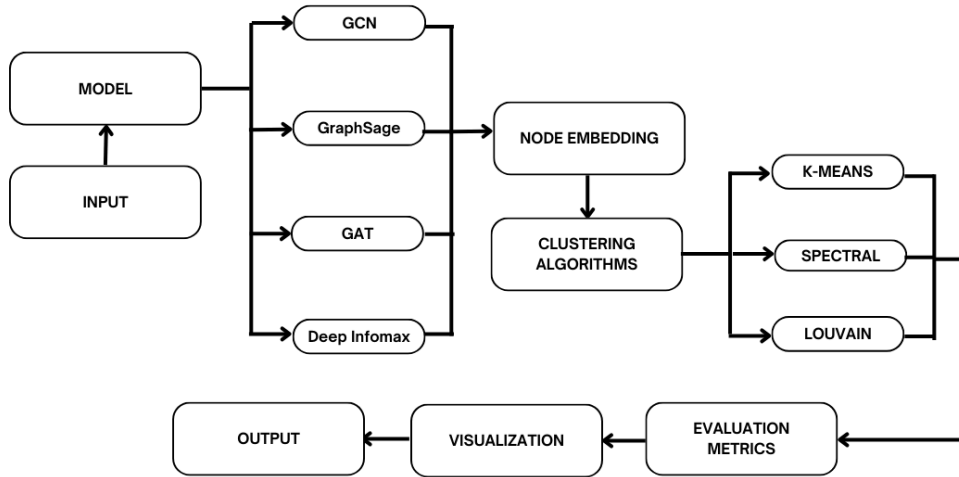 MODEL
INPUT
GCN
GraphSage
GAT
Deep Infomax
NODE EMBEDDING
CLUSTERING
ALGORITHMS
K-MEANS
SPECTRAL
LOUVAIN
OUTPUT
VISUALIZATION
EVALUATION
METRICS